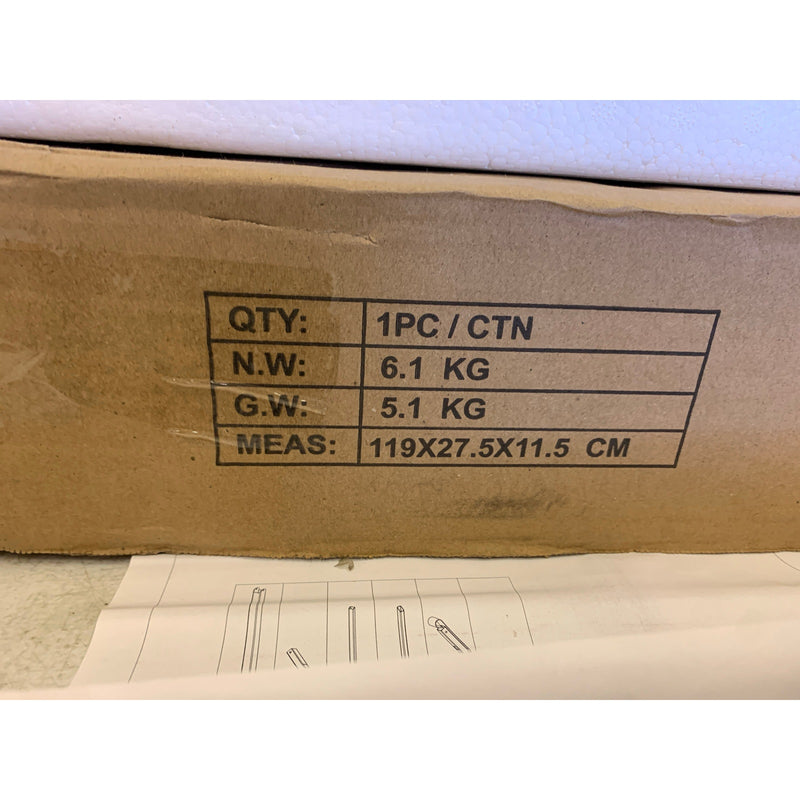 QTY: 1PC / CTN
N.W: 6.1 KG
G.W: 5.1 KG
MEAS: 119X27.5X11.5 CM